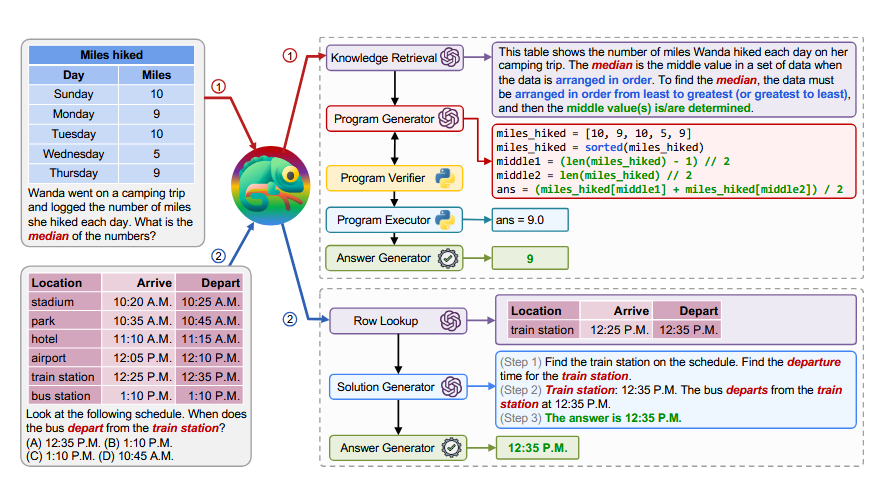 Miles hiked
Day Miles
Sunday 10
Monday 9
Tuesday 10
Wednesday 5
Thursday 9
Wanda went on a camping trip
and logged the number of miles
she hiked each day. What is the
median of the numbers?
①
②
Location Arrive Depart
stadium 10:20 A.M. 10:25 A.M.
park 10:35 A.M. 10:45 A.M.
hotel 11:10 A.M. 11:15 A.M.
airport 12:05 P.M. 12:10 P.M.
train station 12:25 P.M. 12:35 P.M.
bus station 1:10 P.M. 1:10 P.M.
Look at the following schedule. When does
the bus depart from the train station?
(A) 12:35 P.M. (B) 1:10 P.M.
(C) 1:10 P.M. (D) 10:45 A.M.
①
Knowledge Retrieval
This table shows the number of miles Wanda hiked each day on her
camping trip. The median is the middle value in a set of data when
the data is arranged in order. To find the median, the data must
be arranged in order from least to greatest (or greatest to least),
and then the middle value(s) is/are determined.
Program Generator
miles_hiked = [10, 9, 10, 5, 9]
miles_hiked = sorted(miles_hiked)
middle1 = (len(miles_hiked) - 1) // 2
middle2 = len(miles_hiked) // 2
ans = (miles_hiked[middle1] + miles_hiked[middle2]) / 2
Program Verifier
Program Executor
ans = 9.0
Answer Generator
9
②
Row Lookup
Location Arrive Depart
train station 12:25 P.M. 12:35 P.M.
Solution Generator
(Step 1) Find the train station on the schedule. Find the departure
time for the train station.
(Step 2) Train station: 12:35 P.M. The bus departs from the train
station at 12:35 P.M.
(Step 3) The answer is 12:35 P.M.
Answer Generator
12:35 P.M.